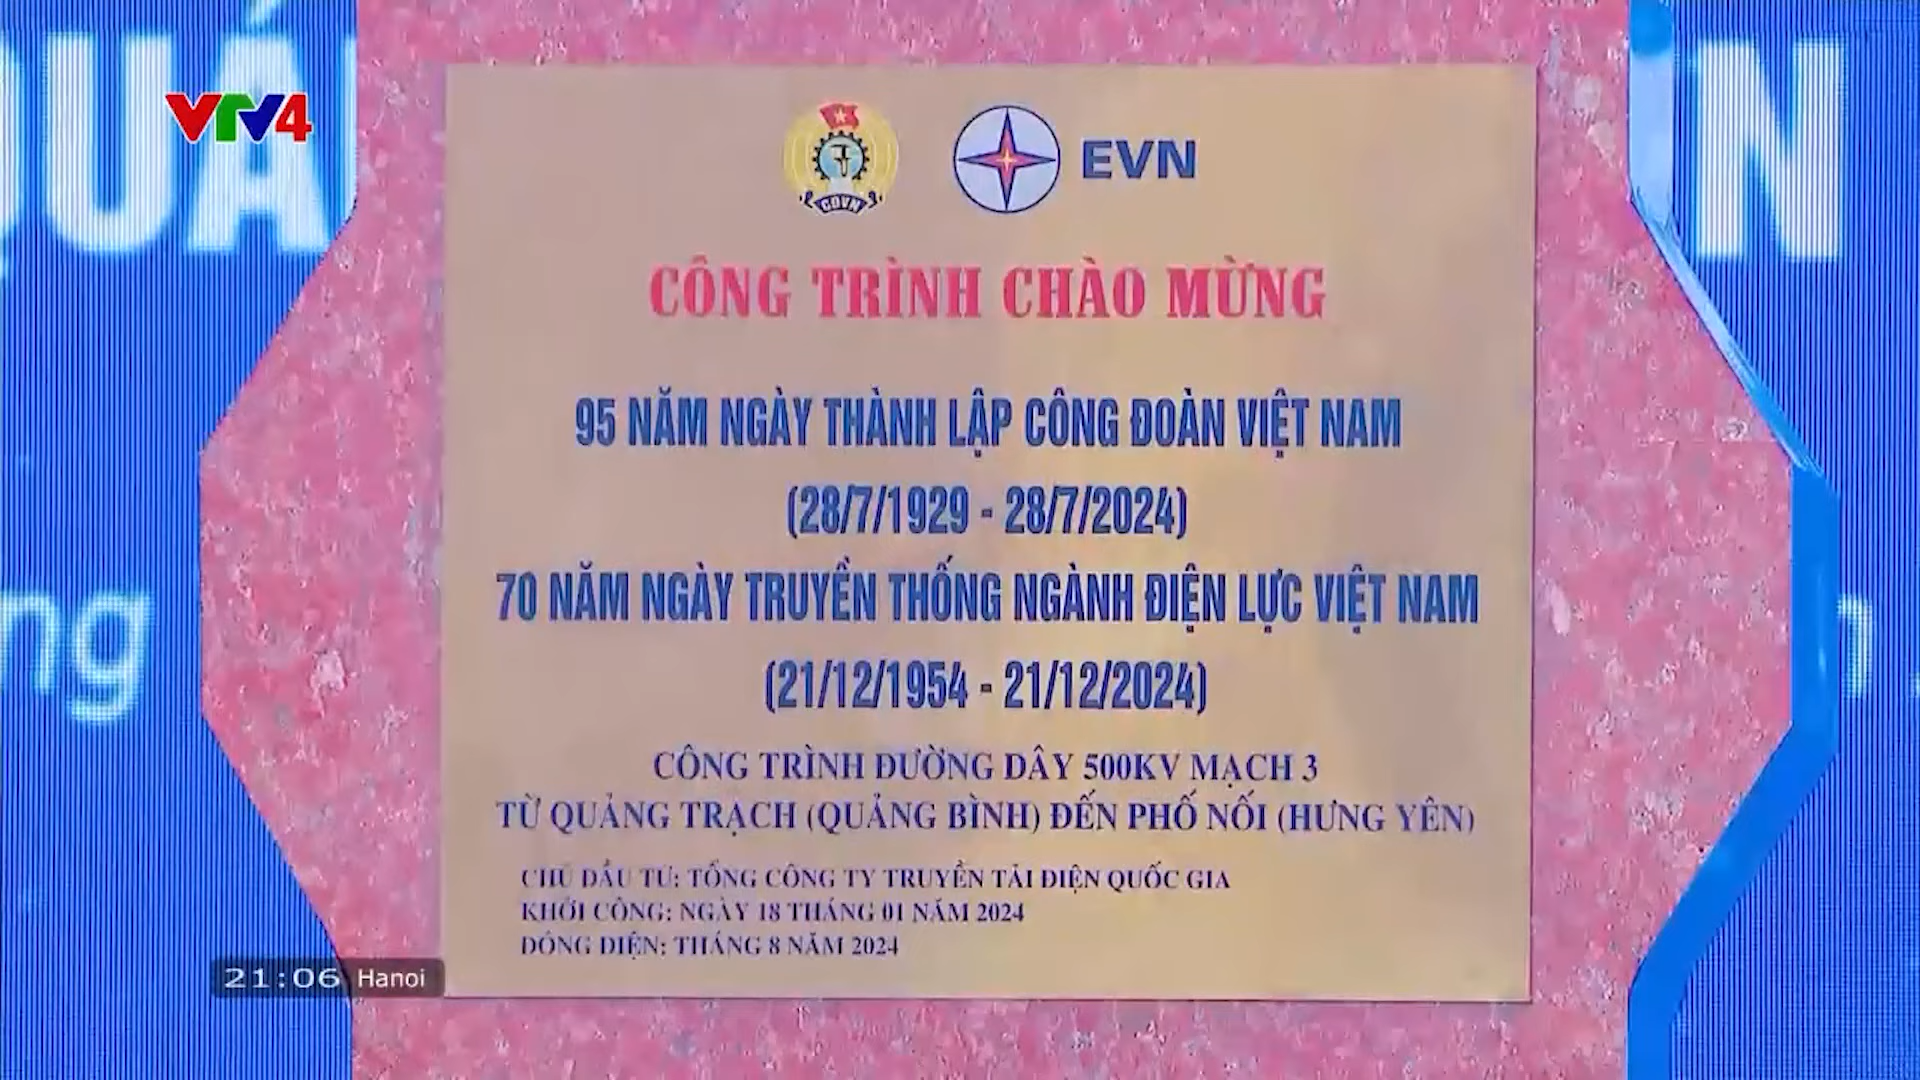 VTV4
CĐVN
EVN
CÔNG TRÌNH CHÀO MỪNG
95 NĂM NGÀY THÀNH LẬP CÔNG ĐOÀN VIỆT NAM
(28/7/1929 - 28/7/2024)
70 NĂM NGÀY TRUYỀN THỐNG NGÀNH ĐIỆN LỰC VIỆT NAM
(21/12/1954 - 21/12/2024)
CÔNG TRÌNH ĐƯỜNG DÂY 500KV MẠCH 3
TỪ QUẢNG TRẠCH (QUẢNG BÌNH) ĐẾN PHỐ NỐI (HƯNG YÊN)
CHỦ ĐẦU TƯ: TỔNG CÔNG TY TRUYỀN TẢI ĐIỆN QUỐC GIA
KHỞI CÔNG: NGÀY 18 THÁNG 01 NĂM 2024
ĐÓNG ĐIỆN: THÁNG 8 NĂM 2024
21:06 Hanoi